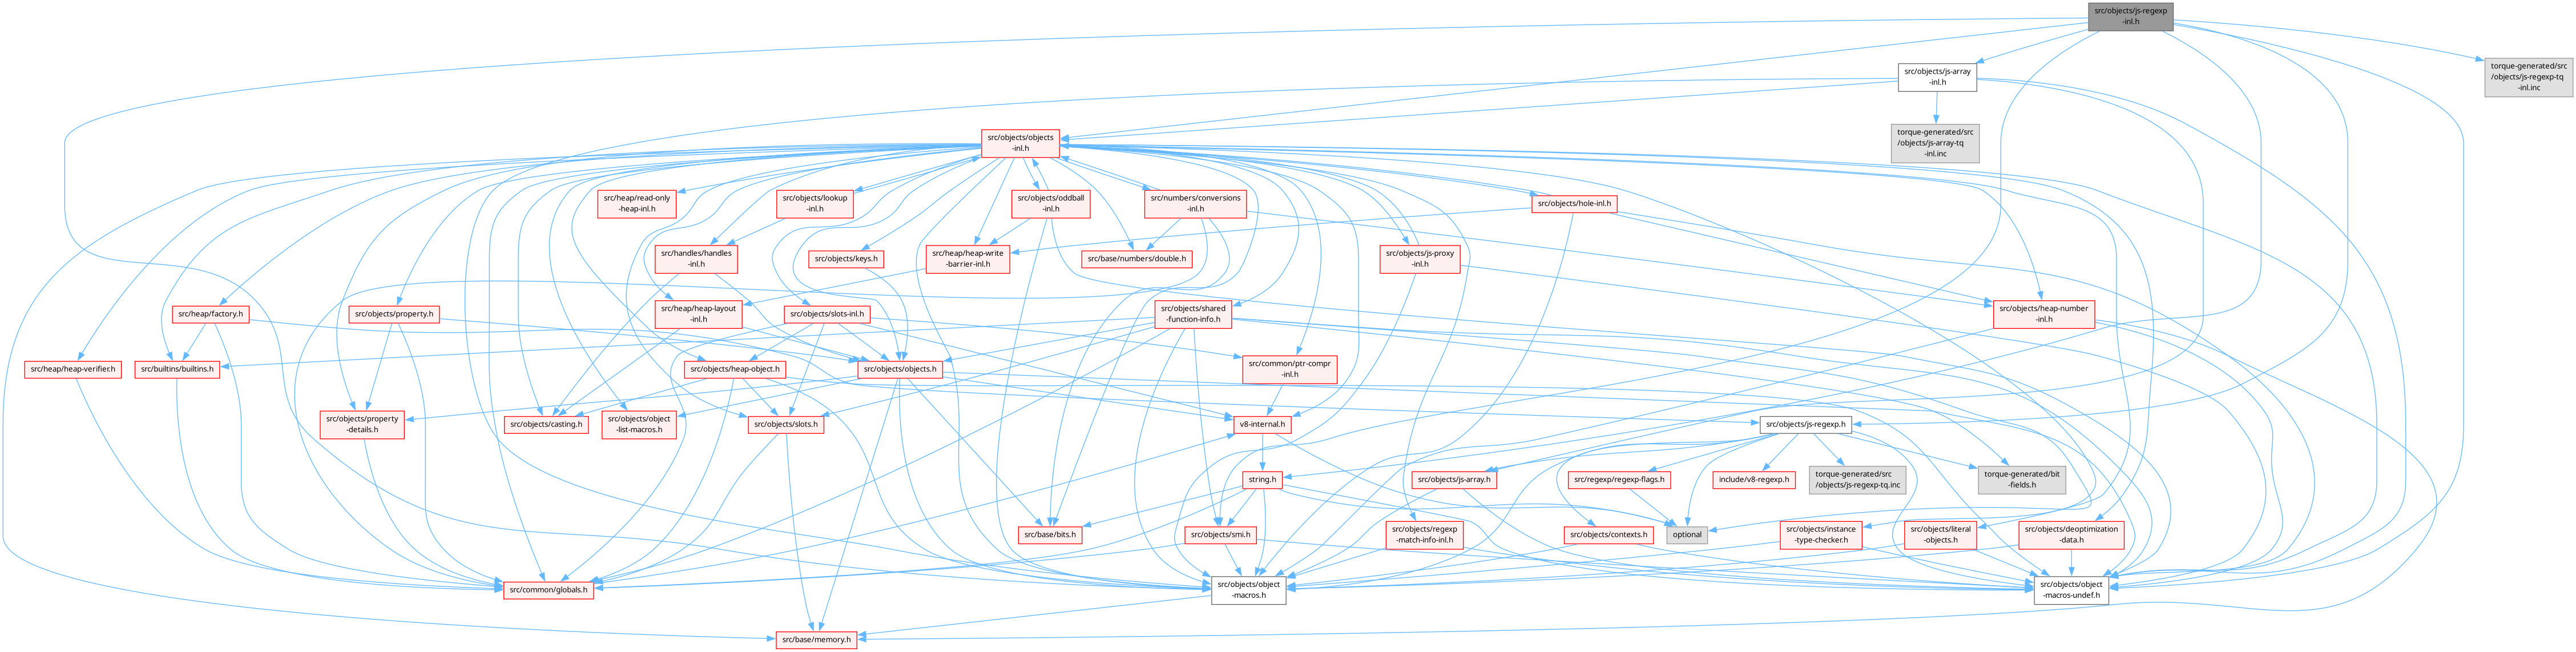 src/objects/js-regexp
-inl.h
torque-generated/src
/objects/js-regexp-tq
-inl.inc
src/objects/js-array
-inl.h
torque-generated/src
/objects/js-array-tq
-inl.inc
src/objects/objects
-inl.h
src/heap/read-only
-heap-inl.h
src/objects/lookup
-inl.h
src/objects/oddball
-inl.h
src/numbers/conversions
-inl.h
src/objects/hole-inl.h
src/handles/handles
-inl.h
src/objects/keys.h
src/heap/heap-write
-barrier-inl.h
src/base/numbers/double.h
src/objects/js-proxy
-inl.h
src/heap/factory.h
src/objects/property.h
src/heap/heap-layout
-inl.h
src/objects/slots-inl.h
src/objects/shared
-function-info.h
src/objects/heap-number
-inl.h
src/heap/heap-verifier.h
src/builtins/builtins.h
src/objects/heap-object.h
src/objects/objects.h
src/common/ptr-compr
-inl.h
src/objects/property
-details.h
src/objects/casting.h
src/objects/object
-list-macros.h
src/objects/slots.h
v8-internal.h
src/objects/js-regexp.h
string.h
src/objects/js-array.h
src/regexp/regexp-flags.h
include/v8-regexp.h
torque-generated/src
/objects/js-regexp-tq.inc
torque-generated/bit
-fields.h
src/base/bits.h
src/objects/smi.h
src/objects/regexp
-match-info-inl.h
src/objects/contexts.h
optional
src/objects/instance
-type-checker.h
src/objects/literal
-objects.h
src/objects/deoptimization
-data.h
src/common/globals.h
src/objects/object
-macros.h
src/objects/object
-macros-undef.h
src/base/memory.h